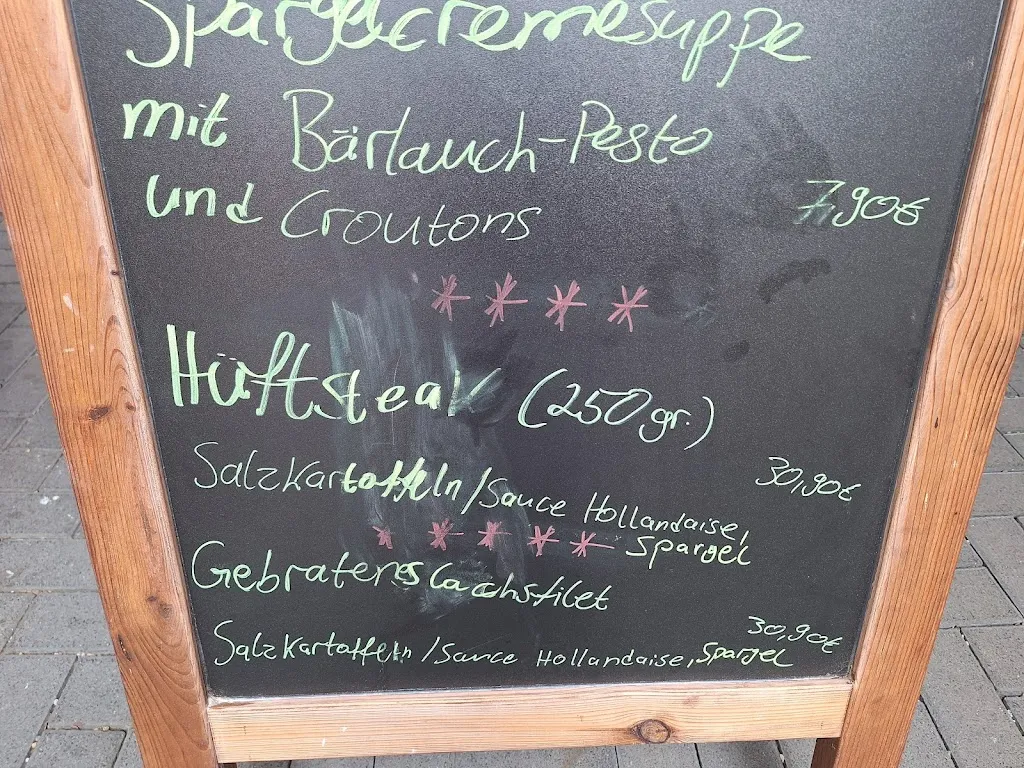 Spargelcremesuppe
mit Bärlauch-Pesto
und Croutons 7,90€
Hüftsteak (250gr.)
Salzkartoffeln/Sauce Hollandaise, 30,90€
Spargel
Gebratenes Lachsfilet
30,90€
Salzkartoffeln/Sauce Hollandaise, Spargel